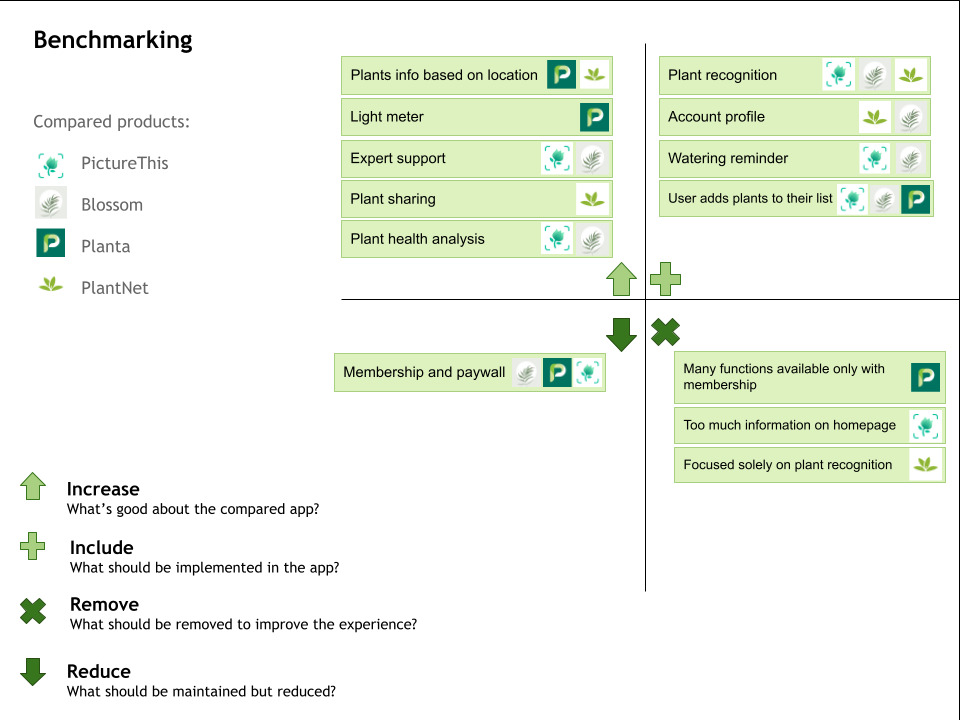 Benchmarking
Compared products:
PictureThis
Blossom
Planta
PlantNet
Plants info based on location
Light meter
Expert support
Plant sharing
Plant health analysis
Plant recognition
Account profile
Watering reminder
User adds plants to their list
Membership and paywall
Many functions available only with
membership
Too much information on homepage
Focused solely on plant recognition
Increase
What’s good about the compared app?
Include
What should be implemented in the app?
Remove
What should be removed to improve the experience?
Reduce
What should be maintained but reduced?